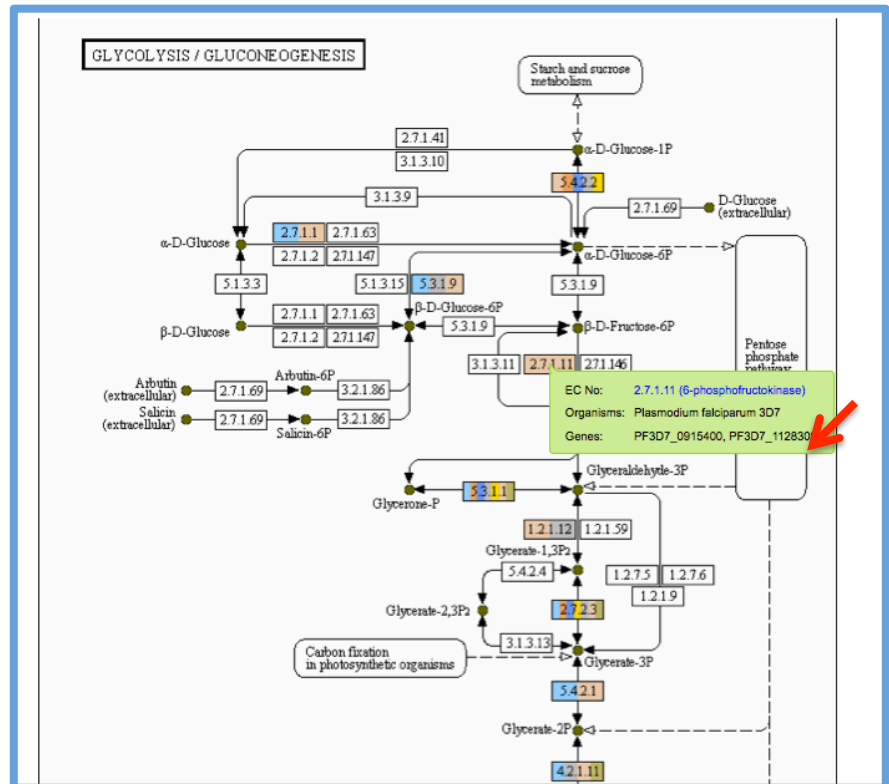 GLYCOLYSIS / GLUCONEOGENESIS
Starch and sucrose
metabolism
2.7.1.41
3.1.3.10
α-D-Glucose-1P
5.4.2.2
3.1.3.9
2.7.1.69
D-Glucose
(extracellular)
α-D-Glucose
2.7.1.1
2.7.1.63
2.7.1.2
2.7.1.147
α-D-Glucose-6P
5.1.3.3
5.1.3.15
5.3.1.9
5.3.1.9
β-D-Glucose-6P
β-D-Glucose
2.7.1.1
2.7.1.63
2.7.1.2
2.7.1.147
5.3.1.9
β-D-Fructose-6P
Pentose
phosphate
pathway
3.1.3.11
2.7.1.11
2.7.1.146
Arbutin
(extracellular)
2.7.1.69
Arbutin-6P
3.2.1.86
Salicin
(extracellular)
2.7.1.69
Salicin-6P
3.2.1.86
EC No: 2.7.1.11 (6-phosphofructokinase)
Organisms: Plasmodium falciparum 3D7
Genes: PF3D7_0915400,
Glyceraldehyde-3P
Glycerone-P
5.3.1.1
1.2.1.12
1.2.1.59
Glycerate-1,3P2
5.4.2.4
1.2.7.5
1.2.7.6
1.2.1.9
Glycerate-2,3P2
2.7.2.3
3.1.3.13
Carbon fixation
in photosynthetic organisms
Glycerate-3P
5.4.2.1
Glycerate-2P
4.2.1.11